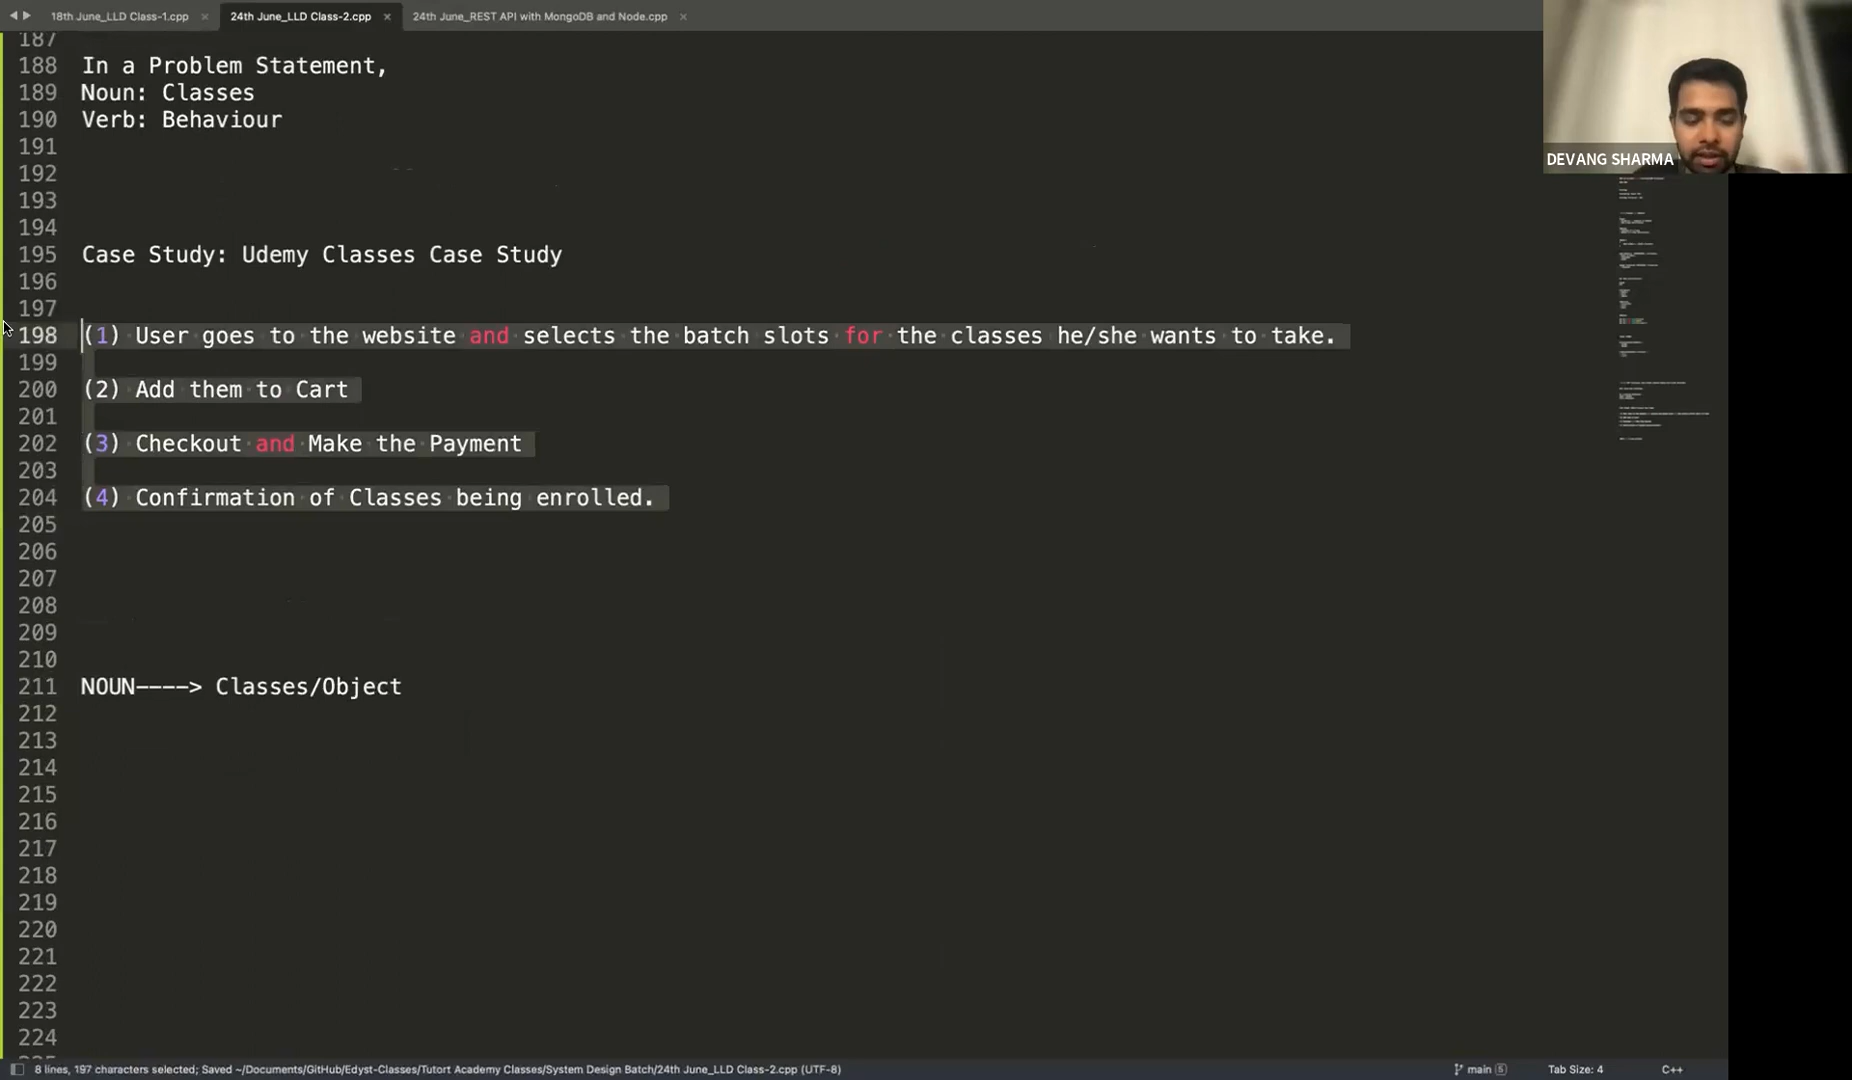 18th June_LLD Class-1.cpp
24th June_LLD Class-2.cpp
24th June_REST API with MongoDB and Node.cpp
187
188 In a Problem Statement,
189 Noun: Classes
190 Verb: Behaviour
191
192
193
194
195 Case Study: Udemy Classes Case Study
196
197
198 (1) User goes to the website and selects the batch slots for the classes he/she wants to take.
199
200 (2) Add them to Cart
201
202 (3) Checkout and Make the Payment
203
204 (4) Confirmation of Classes being enrolled.
205
206
207
208
209
210
211 NOUN----> Classes/Object
212
213
214
215
216
217
218
219
220
221
222
223
224
DEVANG SHARMA
8 lines, 197 characters selected; Saved ~/Documents/GitHub/Edyst-Classes/Tutort Academy Classes/System Design Batch/24th June_LLD Class-2.cpp (UTF-8)
main 5
Tab Size: 4
C++